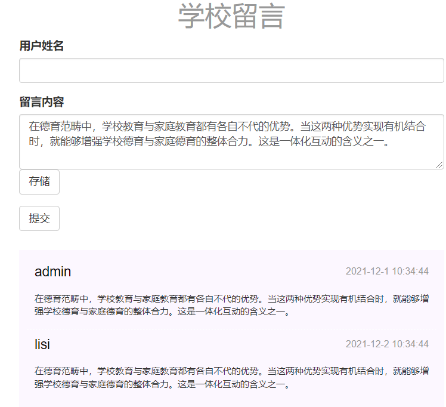 学校留言
用户姓名
留言内容
在德育范畴中，学校教育与家庭教育都有各自不代的优势。当这两种优势实现有机结合
时，就能够增强学校德育与家庭德育的整体合力。这是一体化互动的含义之一。
存储
提交
admin 2021-12-1 10:34:44
在德育范畴中，学校教育与家庭教育都有各自不代的优势。当这两种优势实现有机结合时，就能够增
强学校德育与家庭德育的整体合力。这是一体化互动的含义之一。
lisi 2021-12-2 10:34:44
在德育范畴中，学校教育与家庭教育都有各自不代的优势。当这两种优势实现有机结合时，就能够增
强学校德育与家庭德育的整体合力。这是一体化互动的含义之一。